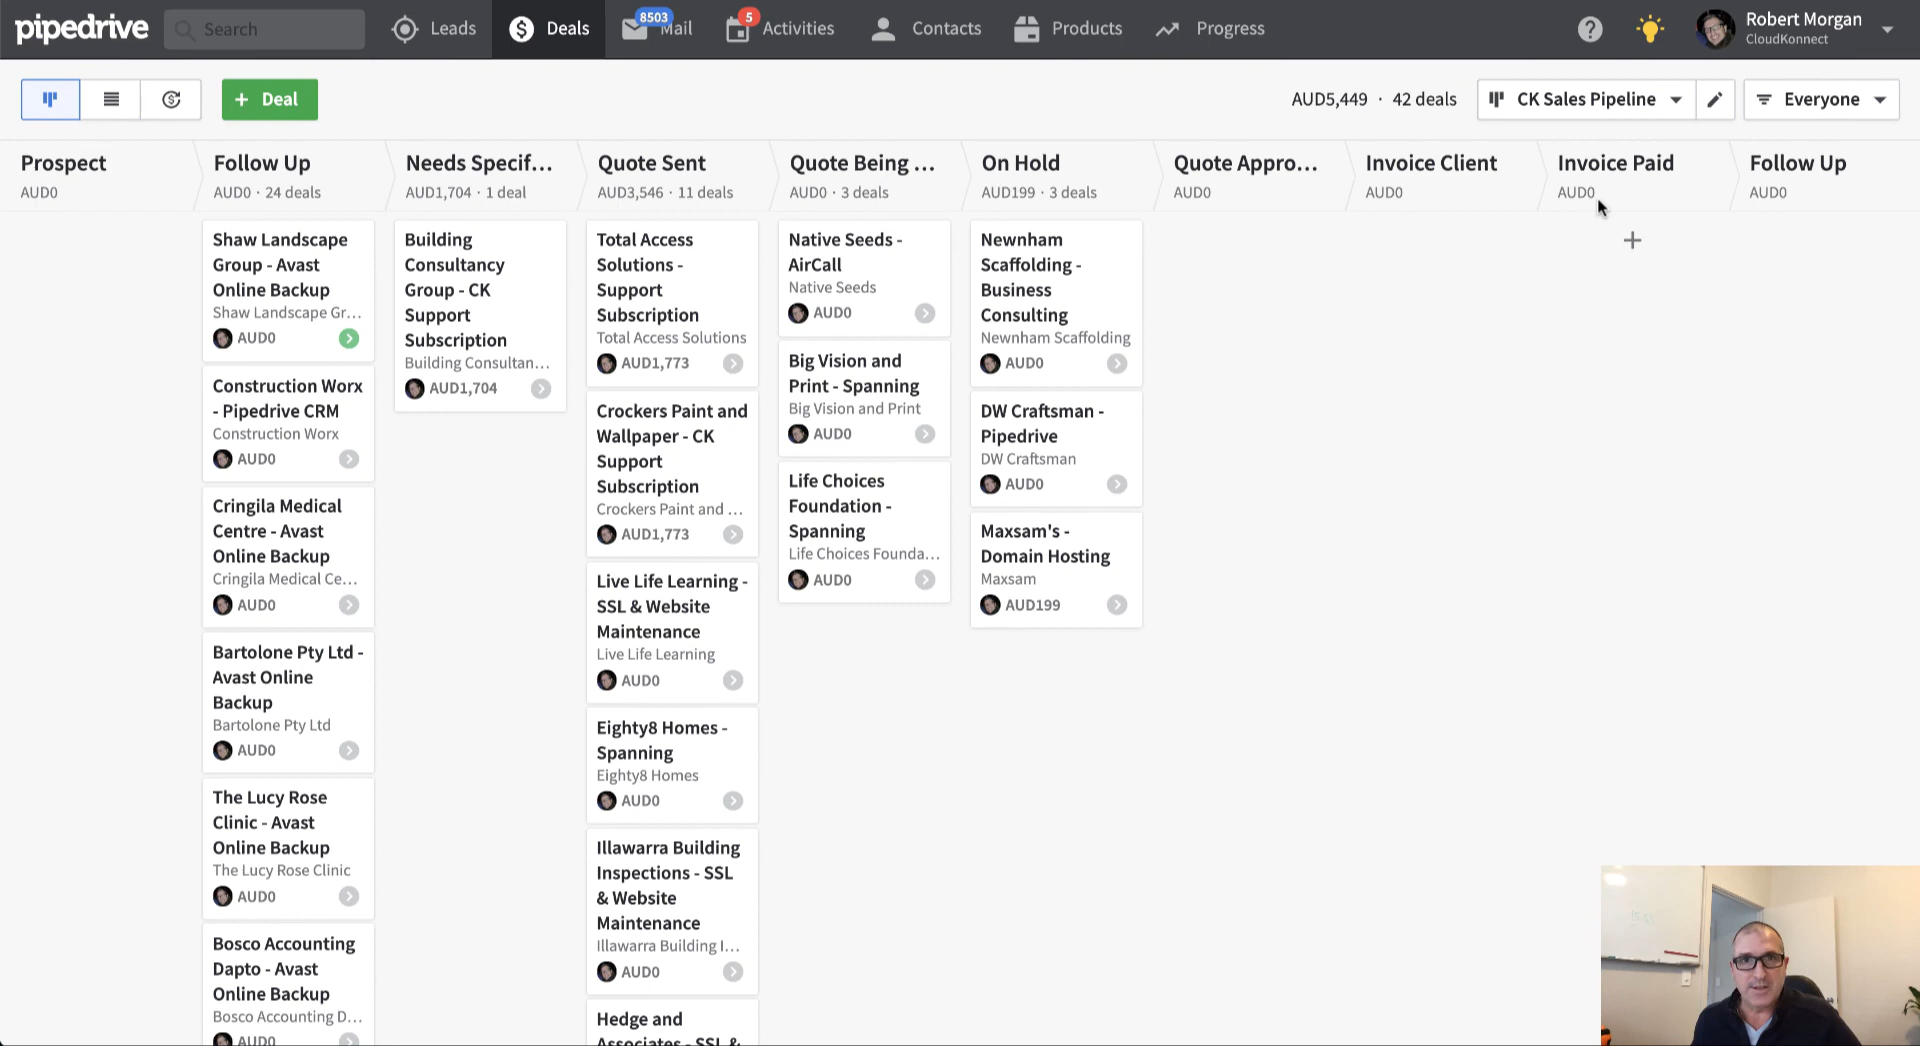 pipedrive
Search
Leads
Deals
8503
Mail
5
Activities
Contacts
Products
Progress
?
Robert Morgan
CloudKonnect
+ Deal
AUD5,449 · 42 deals
CK Sales Pipeline
Everyone
Prospect
AUD0
Follow Up
AUD0 · 24 deals
Needs Specif...
AUD1,704 · 1 deal
Quote Sent
AUD3,546 · 11 deals
Quote Being ...
AUD0 · 3 deals
On Hold
AUD199 · 3 deals
Quote Appro...
AUD0
Invoice Client
AUD0
Invoice Paid
AUD0
Follow Up
AUD0
Shaw Landscape
Group - Avast
Online Backup
Shaw Landscape Gr...
AUD0
Construction Worx
- Pipedrive CRM
Construction Worx
AUD0
Cringila Medical
Centre - Avast
Online Backup
Cringila Medical Ce...
AUD0
Bartolone Pty Ltd -
Avast Online
Backup
Bartolone Pty Ltd
AUD0
The Lucy Rose
Clinic - Avast
Online Backup
The Lucy Rose Clinic
AUD0
Bosco Accounting
Dapto - Avast
Online Backup
Bosco Accounting D...
AUD0
Building
Consultancy
Group - CK
Support
Subscription
Building Consultan...
AUD1,704
Total Access
Solutions -
Support
Subscription
Total Access Solutions
AUD1,773
Crockers Paint and
Wallpaper - CK
Support
Subscription
Crockers Paint and ...
AUD1,773
Live Life Learning -
SSL & Website
Maintenance
Live Life Learning
AUD0
Eighty8 Homes -
Spanning
Eighty8 Homes
AUD0
Illawarra Building
Inspections - SSL
& Website
Maintenance
Illawarra Building I...
AUD0
Hedge and
Associates - SSL &
Native Seeds -
AirCall
Native Seeds
AUD0
Big Vision and
Print - Spanning
Big Vision and Print
AUD0
Life Choices
Foundation -
Spanning
Life Choices Founda...
AUD0
Newnham
Scaffolding -
Business
Consulting
Newnham Scaffolding
AUD0
DW Craftsman -
Pipedrive
DW Craftsman
AUD0
Maxsam's -
Domain Hosting
Maxsam
AUD199
+